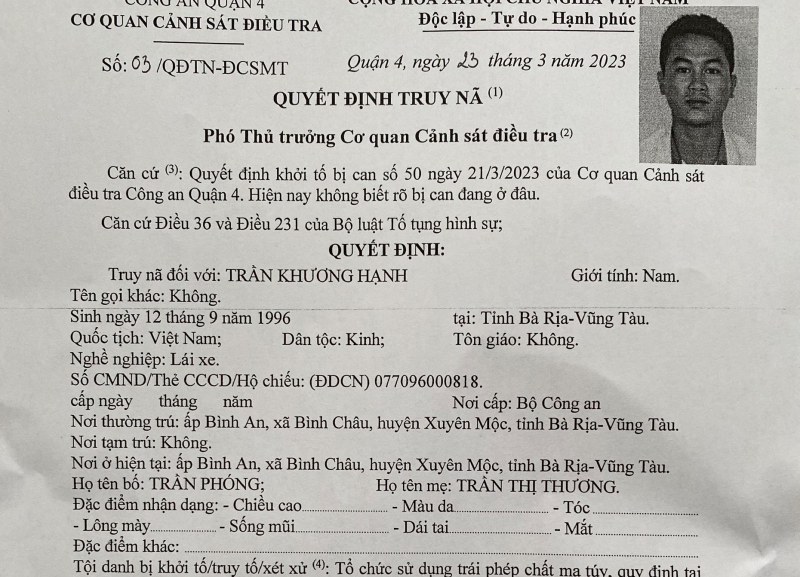 CÔNG AN QUẬN 4
CỘNG HÒA XÃ HỘI CHỦ NGHĨA VIỆT NAM
CƠ QUAN CẢNH SÁT ĐIỀU TRA
Độc lập - Tự do - Hạnh phúc
Số: 03 /QĐTN-ĐCSMT
Quận 4, ngày 23 tháng 3 năm 2023
QUYẾT ĐỊNH TRUY NÃ (1)
Phó Thủ trưởng Cơ quan Cảnh sát điều tra (2)
Căn cứ (3): Quyết định khởi tố bị can số 50 ngày 21/3/2023 của Cơ quan Cảnh sát
điều tra Công an Quận 4. Hiện nay không biết rõ bị can đang ở đâu.
Căn cứ Điều 36 và Điều 231 của Bộ luật Tố tụng hình sự;
QUYẾT ĐỊNH:
Truy nã đối với: TRẦN KHƯƠNG HẠNH Giới tính: Nam.
Tên gọi khác: Không.
Sinh ngày 12 tháng 9 năm 1996 tại: Tỉnh Bà Rịa-Vũng Tàu.
Quốc tịch: Việt Nam; Dân tộc: Kinh; Tôn giáo: Không.
Nghề nghiệp: Lái xe.
Số CMND/Thẻ CCCD/Hộ chiếu: (ĐDCN) 077096000818.
cấp ngày tháng năm Nơi cấp: Bộ Công an
Nơi thường trú: ấp Bình An, xã Bình Châu, huyện Xuyên Mộc, tỉnh Bà Rịa-Vũng Tàu.
Nơi tạm trú: Không.
Nơi ở hiện tại: ấp Bình An, xã Bình Châu, huyện Xuyên Mộc, tỉnh Bà Rịa-Vũng Tàu.
Họ tên bố: TRẦN PHÓNG; Họ tên mẹ: TRẦN THỊ THƯƠNG.
Đặc điểm nhận dạng: - Chiều cao - Màu da - Tóc
- Lông mày - Sống mũi - Dái tai - Mắt
Đặc điểm khác:
Tội danh bị khởi tố/truy tố/xét xử (4): Tổ chức sử dụng trái phép chất ma túy, quy định tại